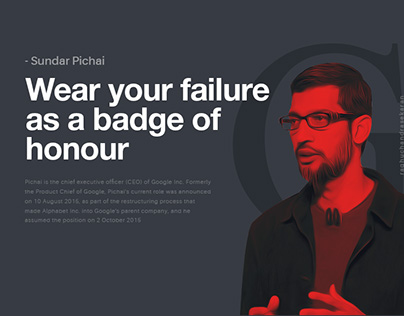 - Sundar Pichai
Wear your failure
as a badge of
honour
Pichai is the chief executive officer (CEO) of Google Inc. Formerly
the Product Chief of Google, Pichai's current role was announced
on 10 August 2015, as part of the restructuring process that
made Alphabet Inc. into Google's parent company, and he
assumed the position on 2 October 2015
G
raghuchandrasekaran